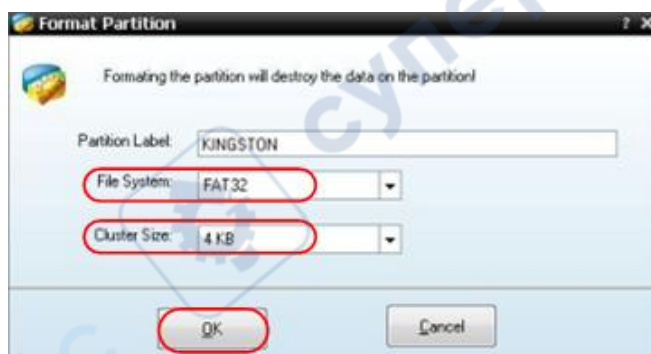 Format Partition ? X
cyne
Formating the partition will destroy the data on the partition!
Partition Label: KINGSTON
File System: FAT32
Cluster Size: 4 KB
OK Cancel